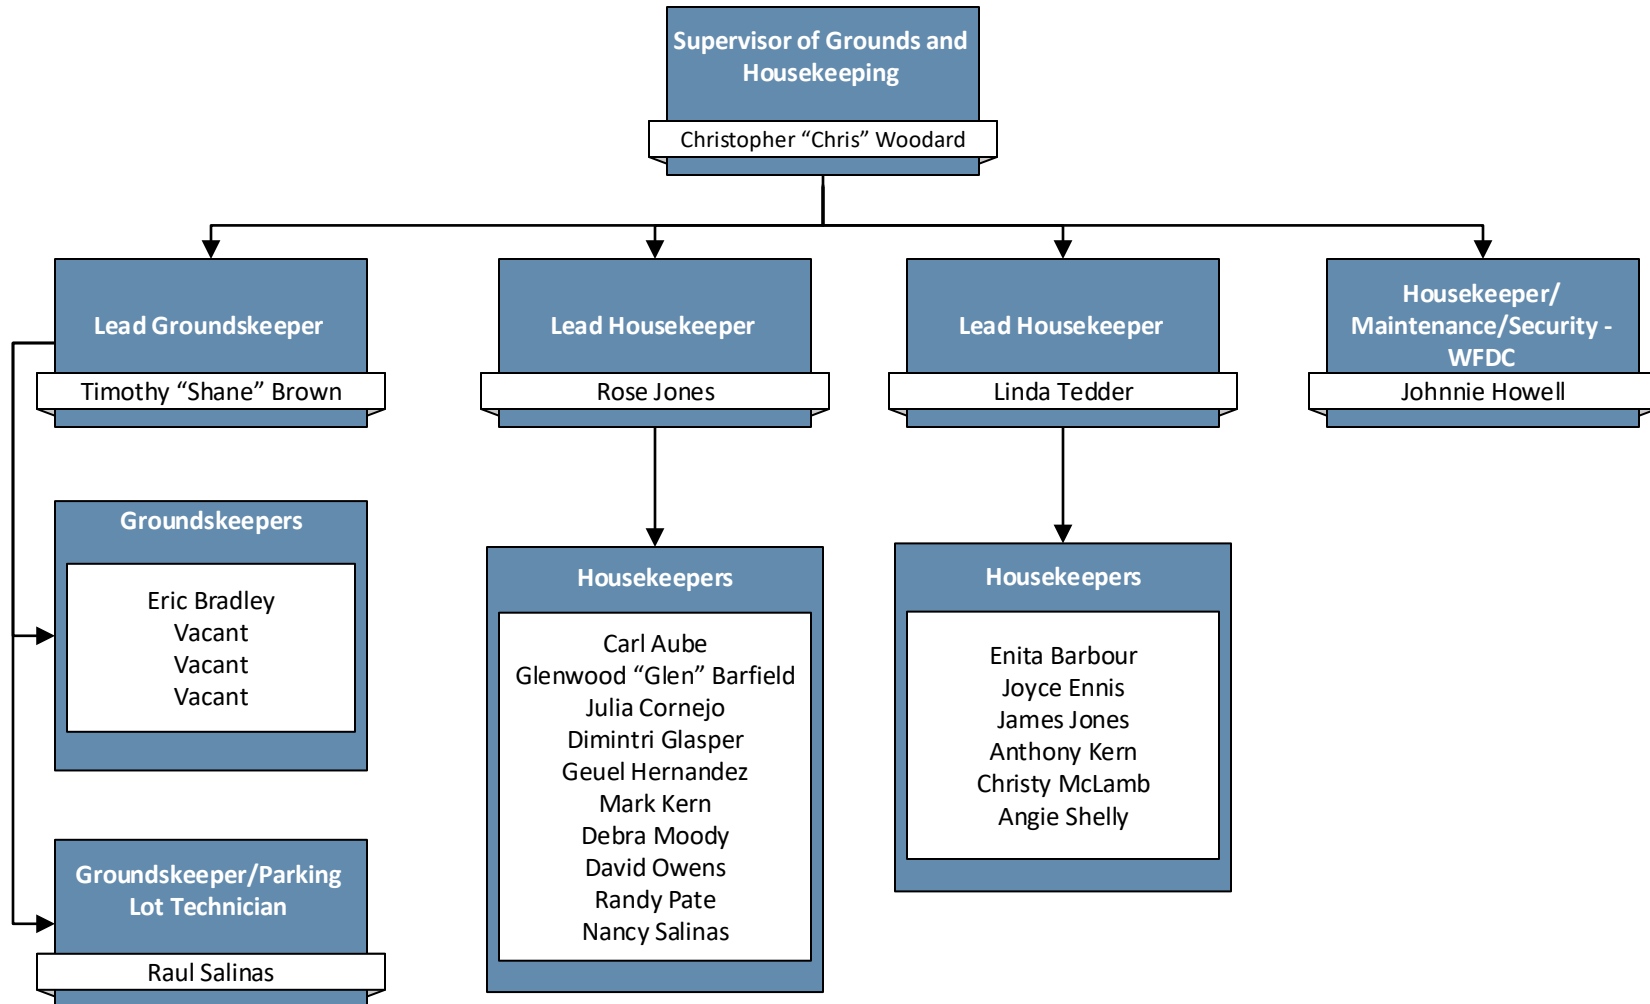 Supervisor of Grounds and
Housekeeping
Christopher “Chris” Woodard
Lead Groundskeeper
Timothy “Shane” Brown
Lead Housekeeper
Rose Jones
Lead Housekeeper
Linda Tedder
Housekeeper/
Maintenance/Security -
WFDC
Johnnie Howell
Groundskeepers
Eric Bradley
Vacant
Vacant
Vacant
Groundskeeper/Parking
Lot Technician
Raul Salinas
Housekeepers
Carl Aube
Glenwood “Glen” Barfield
Julia Cornejo
Dimintri Glasper
Geuel Hernandez
Mark Kern
Debra Moody
David Owens
Randy Pate
Nancy Salinas
Housekeepers
Enita Barbour
Joyce Ennis
James Jones
Anthony Kern
Christy McLamb
Angie Shelly